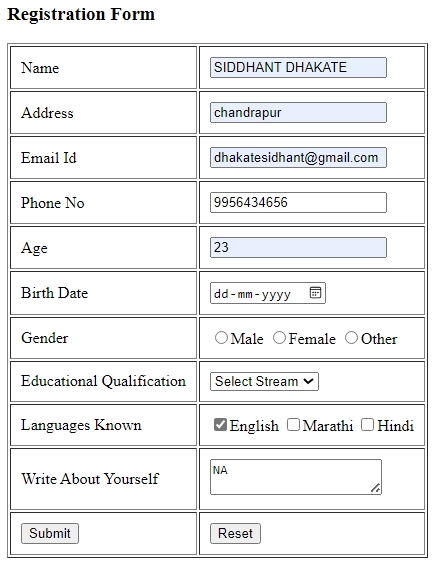 Registration Form
Name SIDDHANT DHAKATE
Address chandrapur
Email Id dhakatesidhant@gmail.com
Phone No 9956434656
Age 23
Birth Date dd-mm-yyyy
Gender Male Female Other
Educational Qualification Select Stream
Languages Known English Marathi Hindi
Write About Yourself NA
Submit Reset